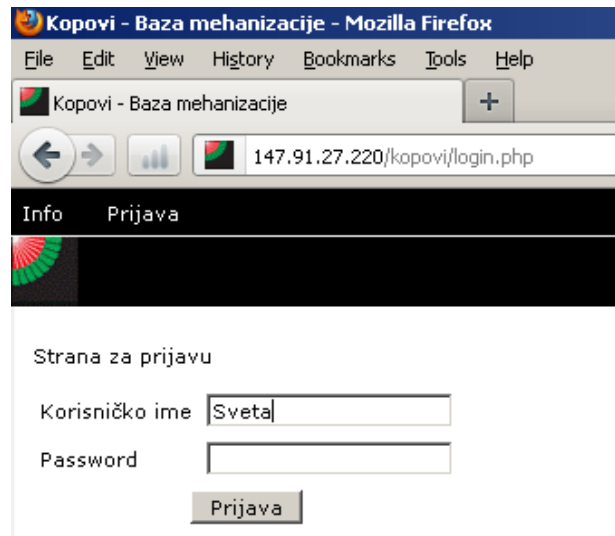 Kopovi - Baza mehanizacije - Mozilla Firefox
File Edit View History Bookmarks Tools Help
Kopovi - Baza mehanizacije +
147.91.27.220/kopovi/login.php
Info Prijava
Strana za prijavu
Korisničko ime Sveta
Password
Prijava